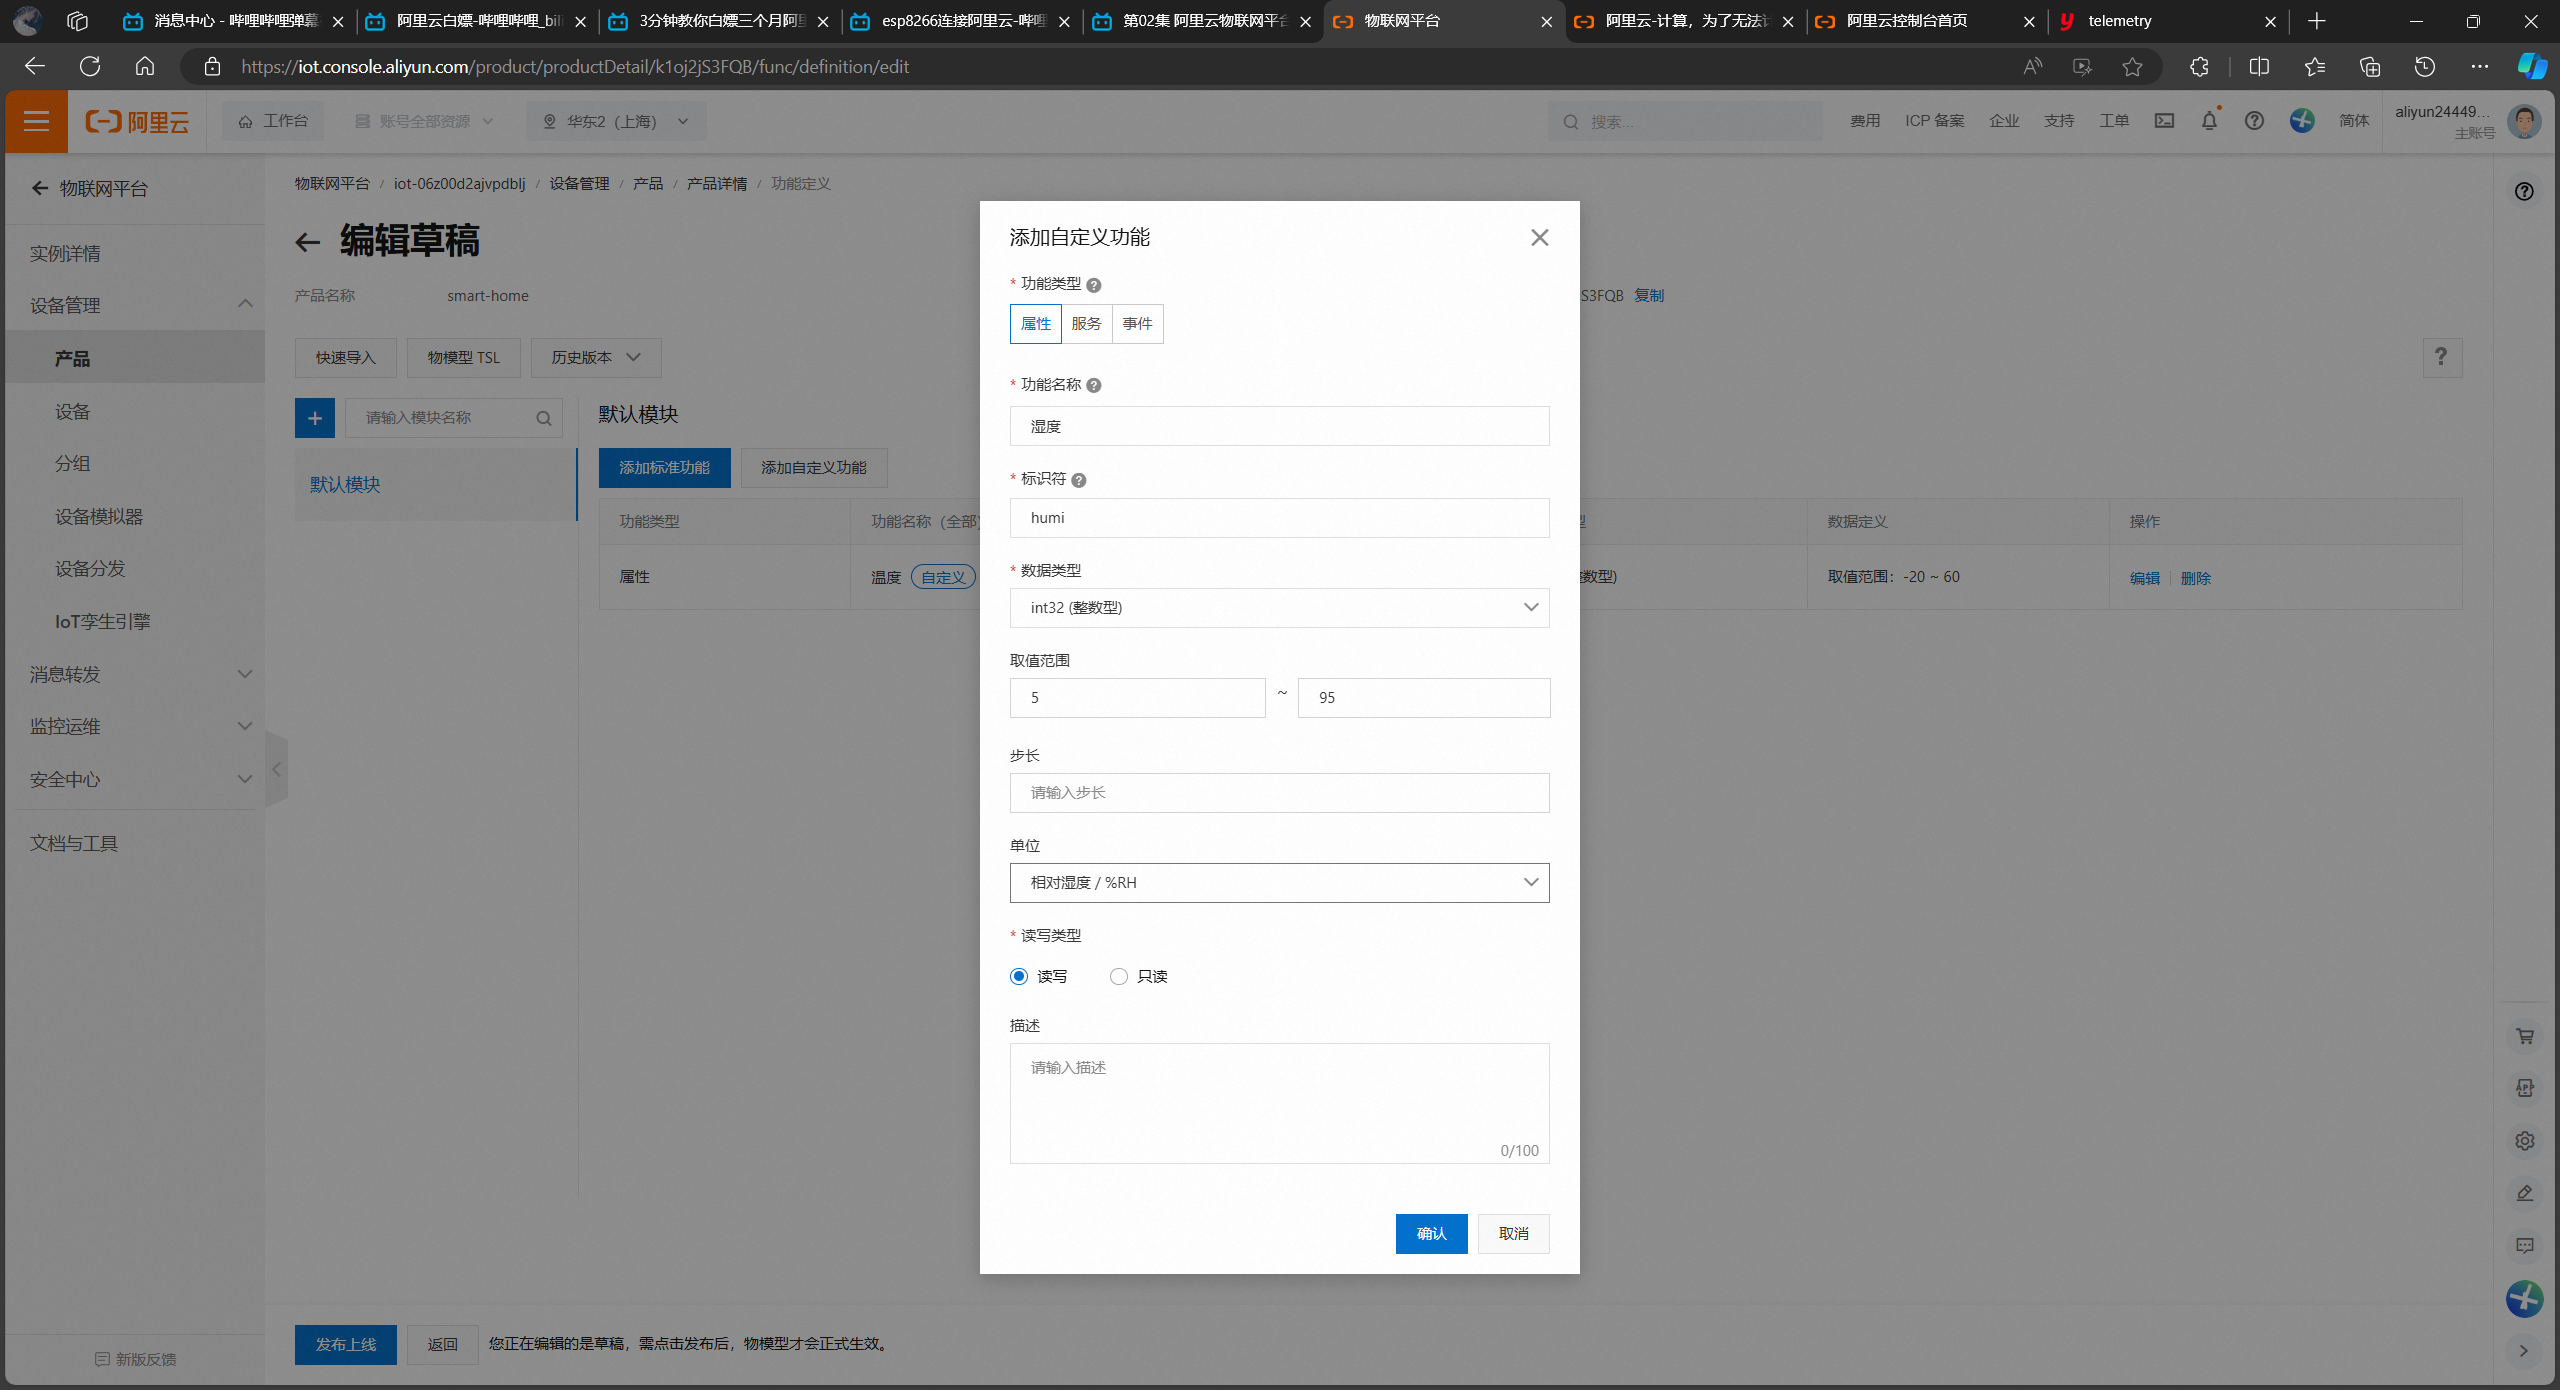 消息中心 - 哔哩哔哩弹幕
阿里云白嫖-哔哩哔哩_bili
3分钟教你白嫖三个月阿里
esp8266连接阿里云-哔哩
第02集 阿里云物联网平台
物联网平台
阿里云-计算，为了无法计
阿里云控制台首页
telemetry
https://iot.console.aliyun.com/product/productDetail/k1oj2jS3FQB/func/definition/edit
阿里云
工作台
账号全部资源
华东2（上海）
搜索...
费用
ICP 备案
企业
支持
工单
简体
aliyun24449...
主账号
物联网平台
实例详情
设备管理
产品
设备
分组
设备模拟器
设备分发
IoT孪生引擎
消息转发
监控运维
安全中心
文档与工具
新版反馈
物联网平台 / iot-06z00d2ajvpdblj / 设备管理 / 产品 / 产品详情 / 功能定义
编辑草稿
产品名称 smart-home
S3FQB 复制
快速导入
物模型 TSL
历史版本
?
请输入模块名称
默认模块
默认模块
添加标准功能
添加自定义功能
功能类型
功能名称（全部）
型
数据定义
操作
属性
温度
自定义
数型)
取值范围：-20 ~ 60
编辑
删除
添加自定义功能
* 功能类型
属性
服务
事件
* 功能名称
湿度
* 标识符
humi
* 数据类型
int32 (整数型)
取值范围
5 ~ 95
步长
请输入步长
单位
相对湿度 / %RH
* 读写类型
读写
只读
描述
请输入描述
0/100
确认
取消
发布上线
返回
您正在编辑的是草稿，需点击发布后，物模型才会正式生效。
APP